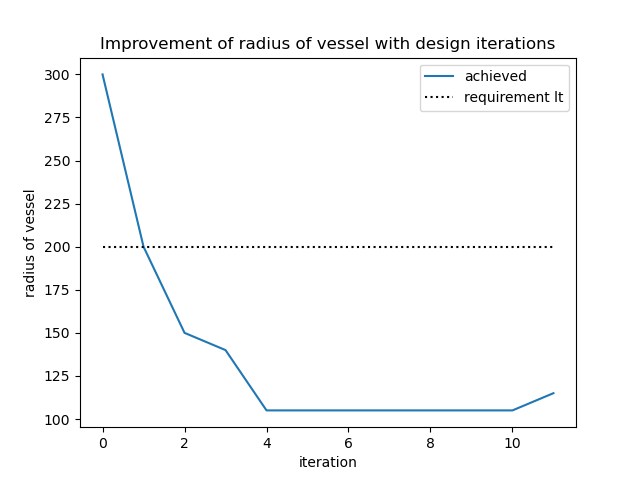 Improvement of radius of vessel with design iterations
achieved
requirement lt
radius of vessel
300
275
250
225
200
175
150
125
100
0 2 4 6 8 10
iteration